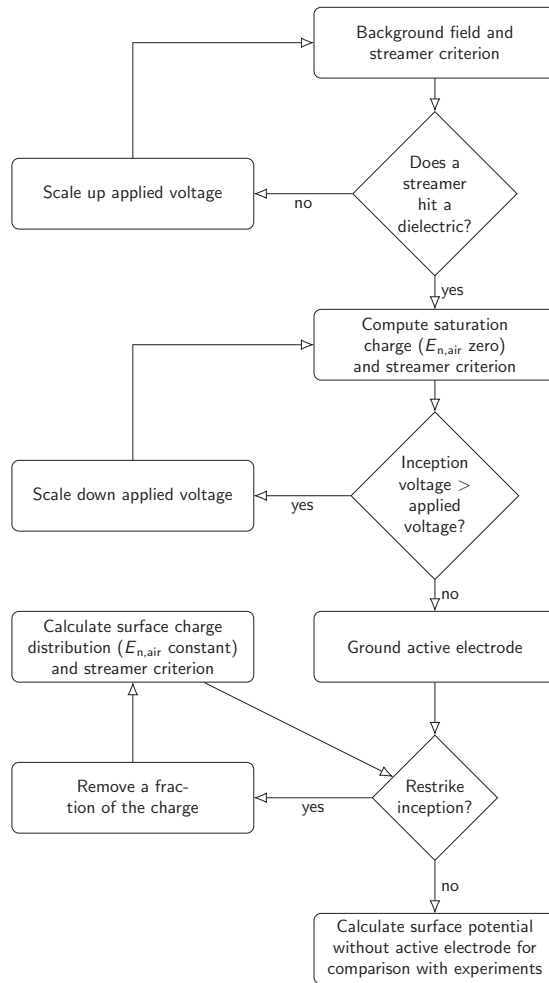 Background field and
streamer criterion
Does a
streamer
hit a
dielectric?
no
Scale up applied voltage
yes
Compute saturation
charge (E_n,air zero)
and streamer criterion
Inception
voltage >
applied
voltage?
yes
Scale down applied voltage
no
Ground active electrode
Calculate surface charge
distribution (E_n,air constant)
and streamer criterion
Restrike
inception?
yes
Remove a frac-
tion of the charge
no
Calculate surface potential
without active electrode for
comparison with experiments